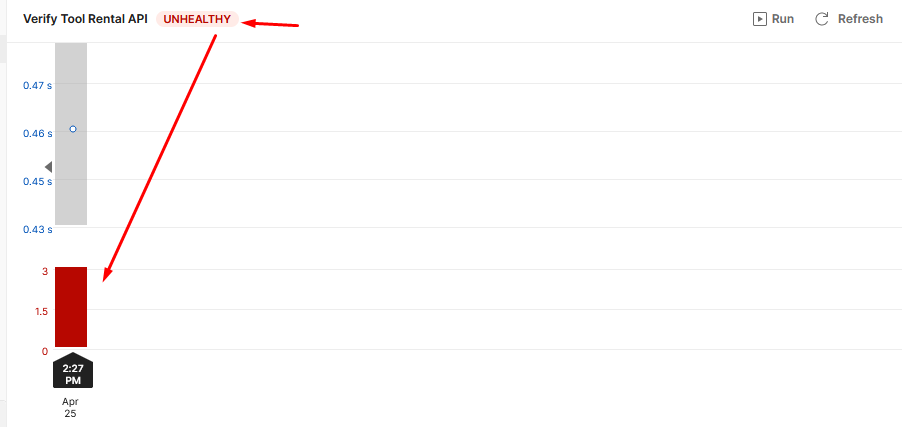 Verify Tool Rental API UNHEALTHY Run Refresh
0.47 s
0.46 s
0.45 s
0.43 s
3
1.5
0
2:27
PM
Apr
25